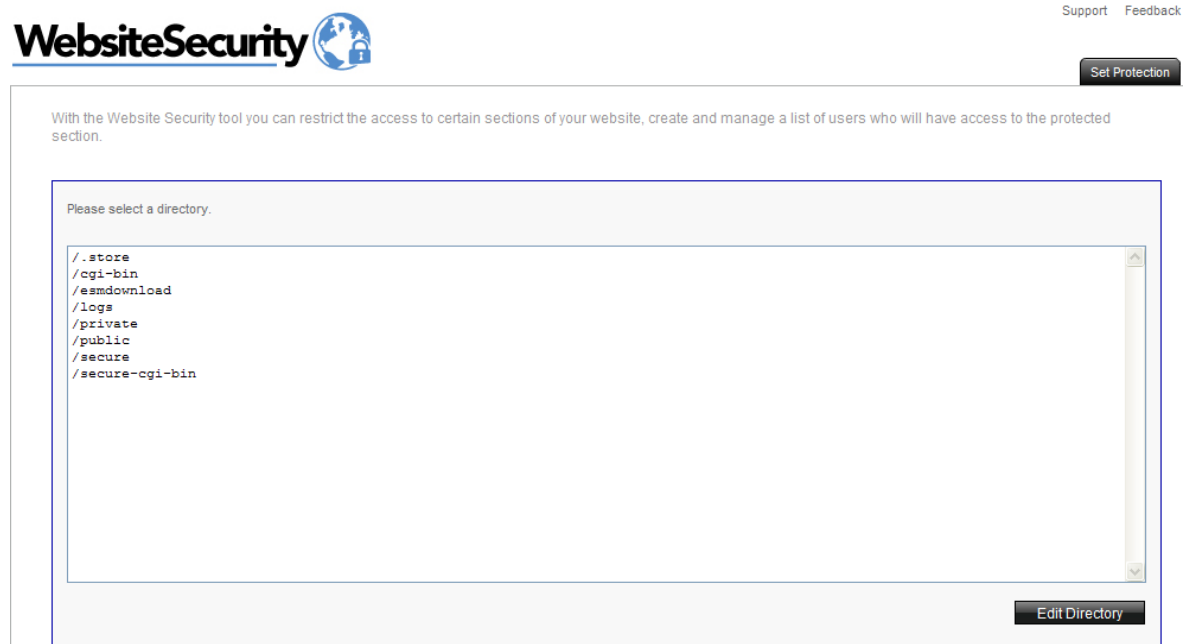 Support Feedback
WebsiteSecurity
Set Protection
With the Website Security tool you can restrict the access to certain sections of your website, create and manage a list of users who will have access to the protected
section.
Please select a directory.
/.store
/cgi-bin
/esmdownload
/logs
/private
/public
/secure
/secure-cgi-bin
Edit Directory